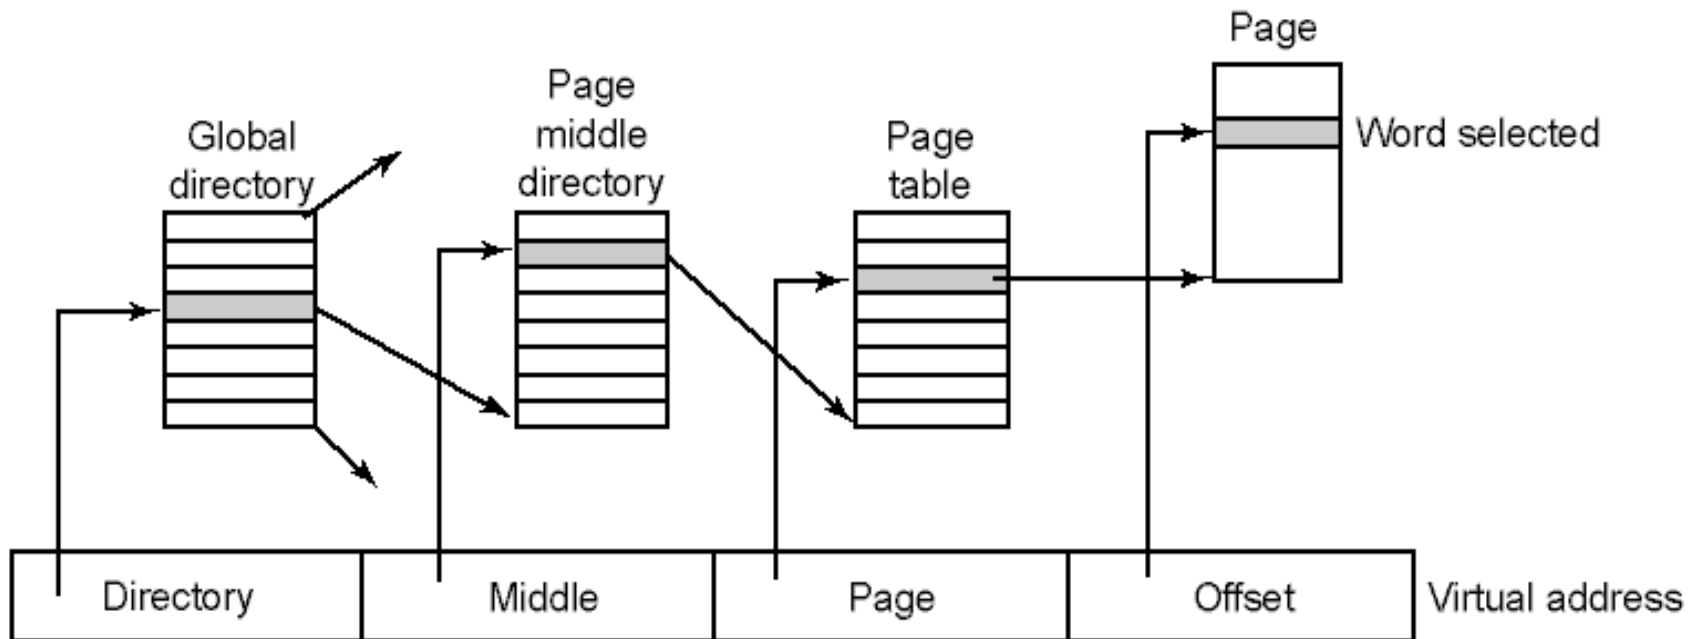 Page
Page
middle
directory
Global
directory
Page
table
Word selected
Directory
Middle
Page
Offset
Virtual address